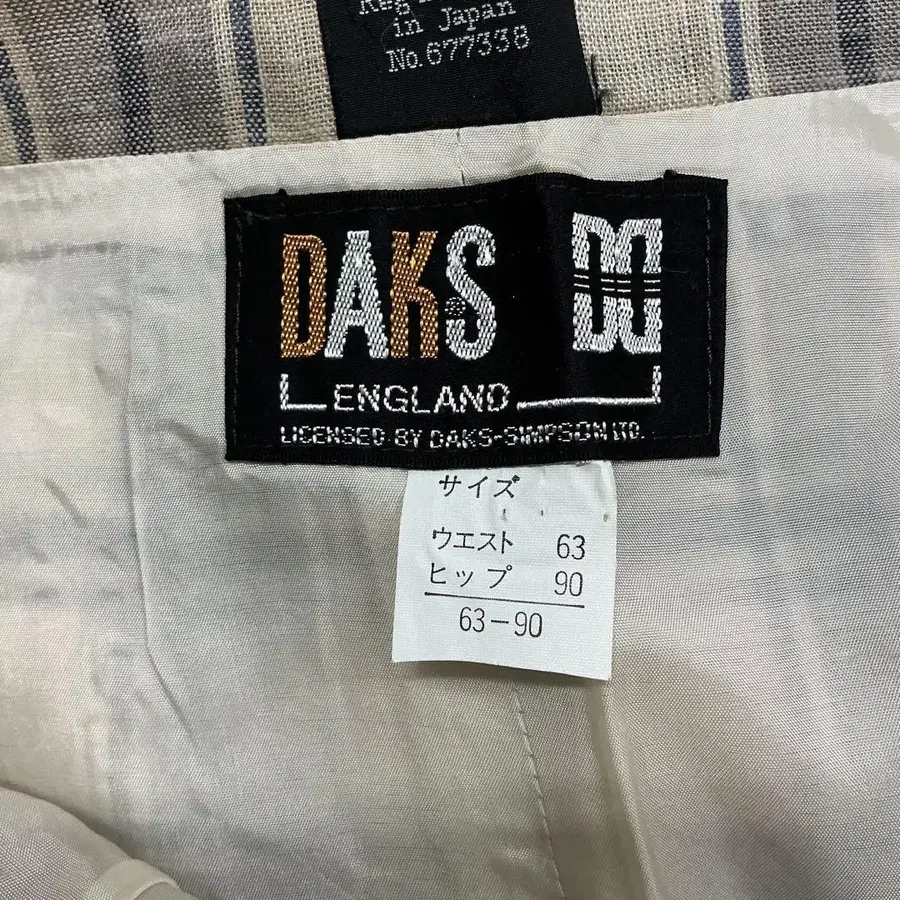 in Japan
No.677338
DAKS
ENGLAND
LICENSED BY DAKS-SIMPSON LTD.
サイズ
ウエスト 63
ヒップ 90
63-90